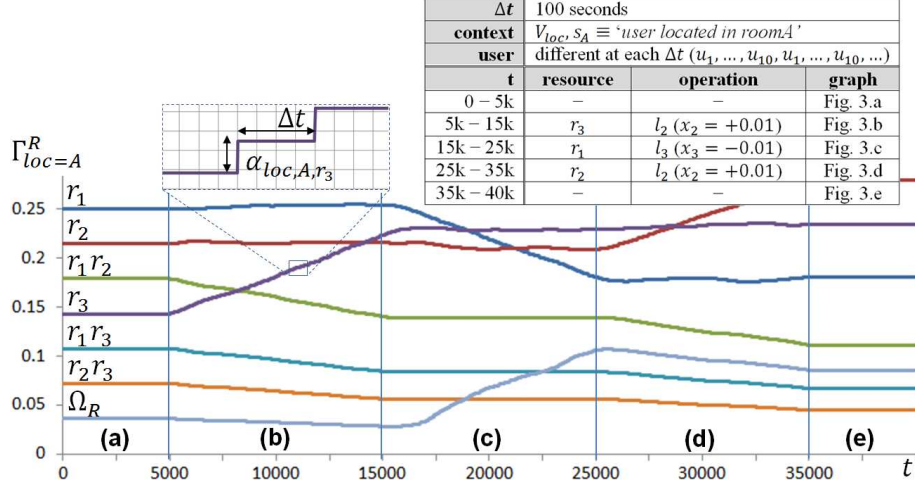 Δt 100 seconds
context V_loc, s_A ≡ ‘user located in roomA’
user different at each Δt (u_1, …, u_10, u_1, …, u_10, …)
t resource operation graph
0 – 5k – – Fig. 3.a
5k – 15k r_3 l_2 (x_2 = +0.01) Fig. 3.b
15k – 25k r_1 l_3 (x_3 = −0.01) Fig. 3.c
25k – 35k r_2 l_2 (x_2 = +0.01) Fig. 3.d
35k – 40k – – Fig. 3.e
Δt
α_loc,A,r_3
Γ^R_loc=A
r_1
0.25
r_2
0.2
r_1 r_2
0.15
r_3
r_1 r_3
0.1
r_2 r_3
0.05
Ω_R
(a) (b) (c) (d) (e)
0
0 5000 10000 15000 20000 25000 30000 35000 t